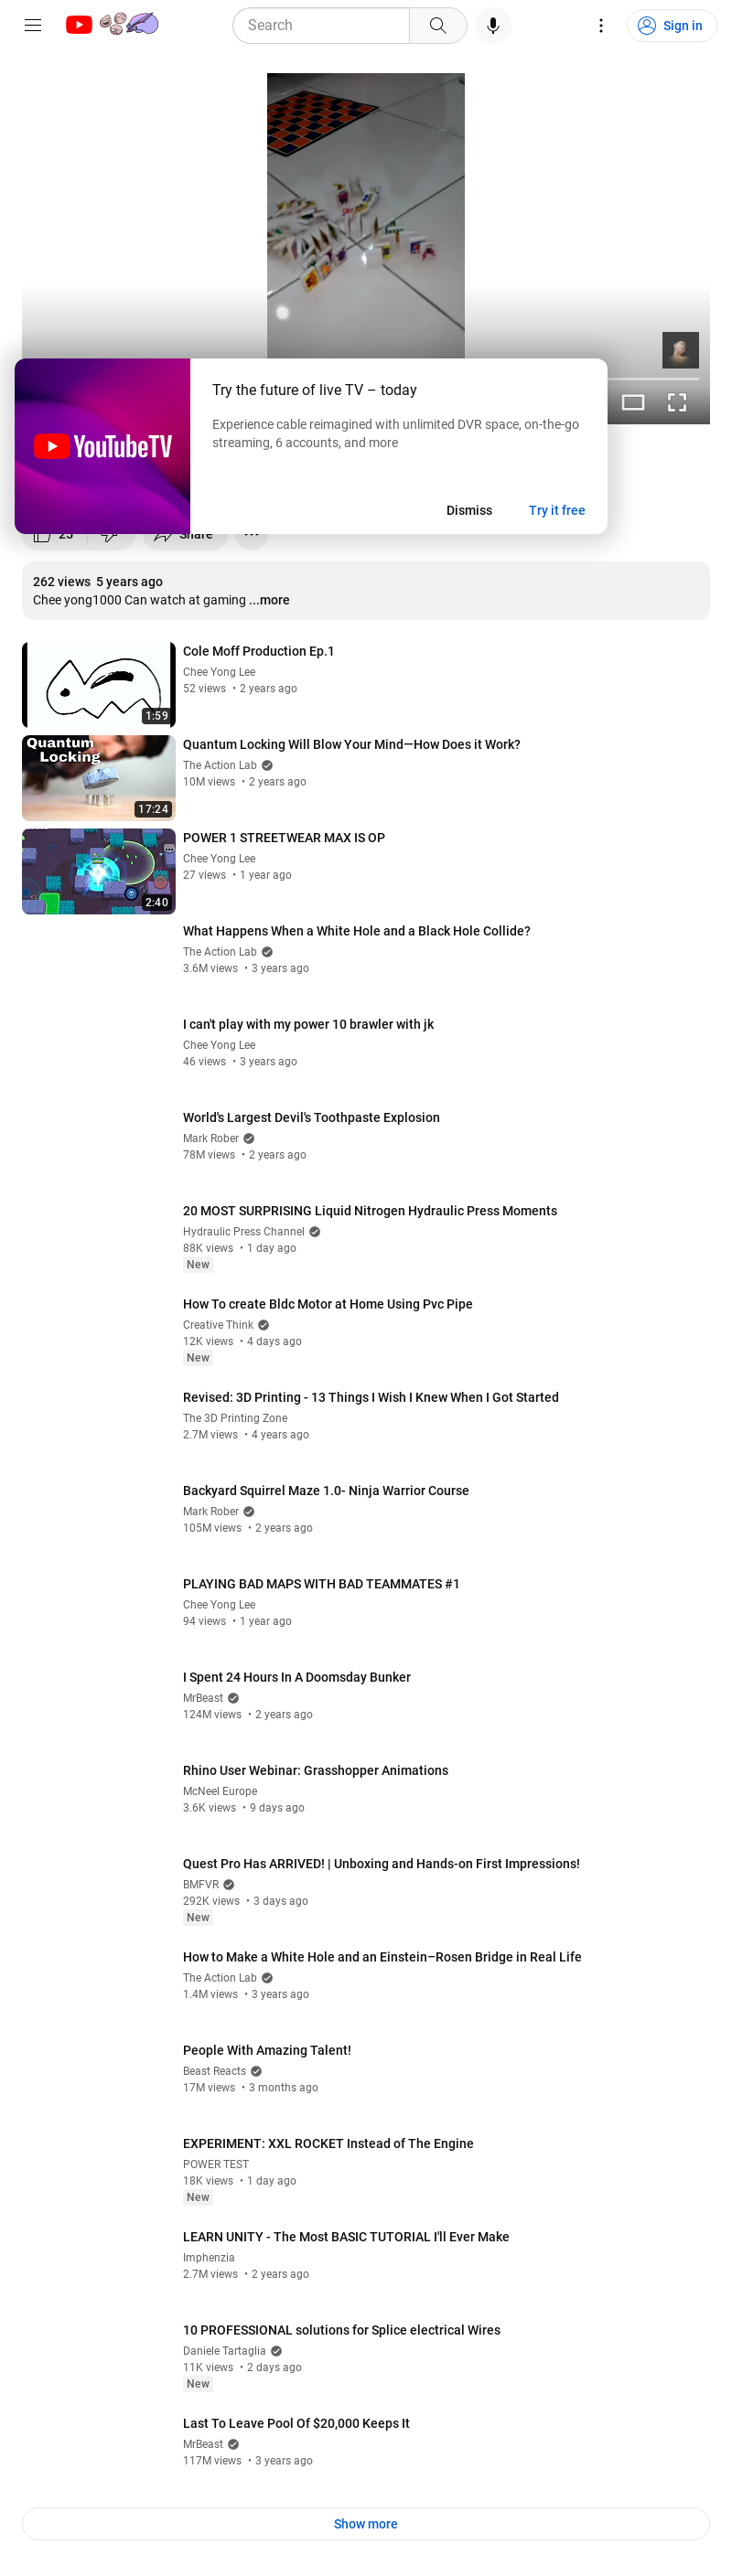 Search
Sign in
Try the future of live TV – today
Experience cable reimagined with unlimited DVR space, on-the-go
streaming, 6 accounts, and more
YouTubeTV
Dismiss
Try it free
25
Share
262 views 5 years ago
Chee yong1000 Can watch at gaming ...more
Cole Moff Production Ep.1
Chee Yong Lee
52 views • 2 years ago
1:59
Quantum
Locking
17:24
Quantum Locking Will Blow Your Mind—How Does it Work?
The Action Lab
10M views • 2 years ago
POWER 1 STREETWEAR MAX IS OP
Chee Yong Lee
27 views • 1 year ago
2:40
What Happens When a White Hole and a Black Hole Collide?
The Action Lab
3.6M views • 3 years ago
I can't play with my power 10 brawler with jk
Chee Yong Lee
46 views • 3 years ago
World's Largest Devil's Toothpaste Explosion
Mark Rober
78M views • 2 years ago
20 MOST SURPRISING Liquid Nitrogen Hydraulic Press Moments
Hydraulic Press Channel
88K views • 1 day ago
New
How To create Bldc Motor at Home Using Pvc Pipe
Creative Think
12K views • 4 days ago
New
Revised: 3D Printing - 13 Things I Wish I Knew When I Got Started
The 3D Printing Zone
2.7M views • 4 years ago
Backyard Squirrel Maze 1.0- Ninja Warrior Course
Mark Rober
105M views • 2 years ago
PLAYING BAD MAPS WITH BAD TEAMMATES #1
Chee Yong Lee
94 views • 1 year ago
I Spent 24 Hours In A Doomsday Bunker
MrBeast
124M views • 2 years ago
Rhino User Webinar: Grasshopper Animations
McNeel Europe
3.6K views • 9 days ago
Quest Pro Has ARRIVED! | Unboxing and Hands-on First Impressions!
BMFVR
292K views • 3 days ago
New
How to Make a White Hole and an Einstein–Rosen Bridge in Real Life
The Action Lab
1.4M views • 3 years ago
People With Amazing Talent!
Beast Reacts
17M views • 3 months ago
EXPERIMENT: XXL ROCKET Instead of The Engine
POWER TEST
18K views • 1 day ago
New
LEARN UNITY - The Most BASIC TUTORIAL I'll Ever Make
Imphenzia
2.7M views • 2 years ago
10 PROFESSIONAL solutions for Splice electrical Wires
Daniele Tartaglia
11K views • 2 days ago
New
Last To Leave Pool Of $20,000 Keeps It
MrBeast
117M views • 3 years ago
Show more